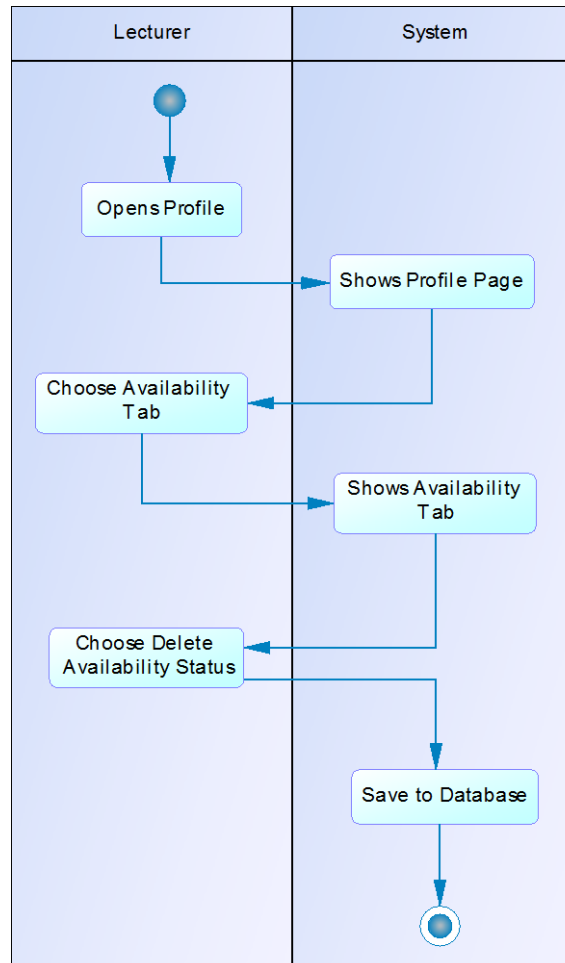 Lecturer
System
Opens Profile
Shows Profile Page
Choose Availability
Tab
Shows Availability
Tab
Choose Delete
Availability Status
Save to Database